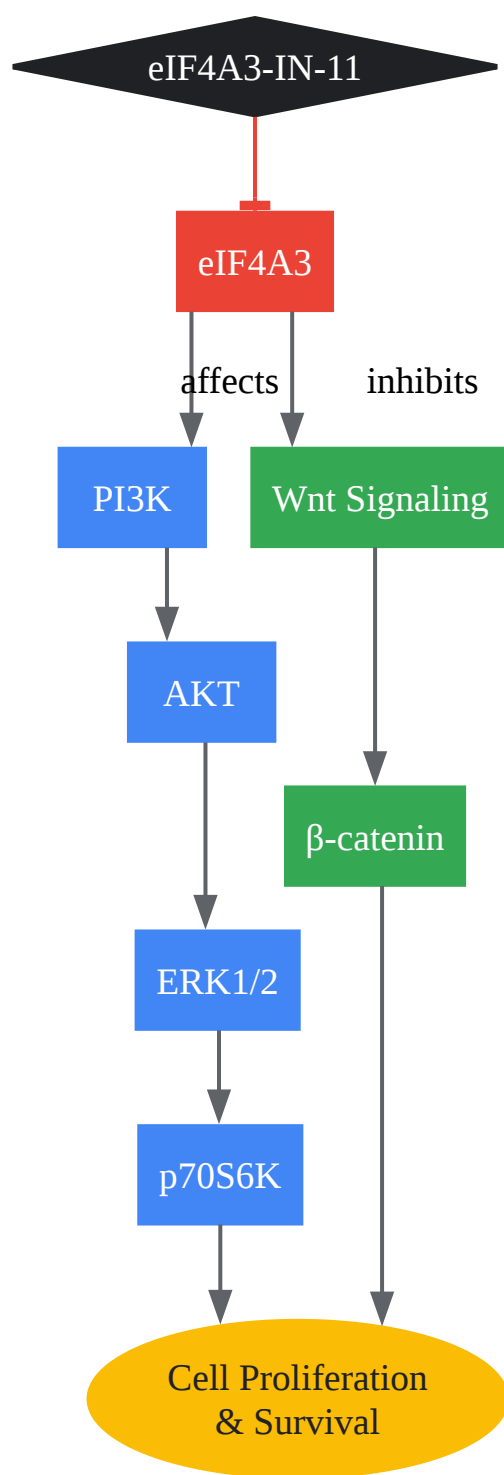 eIF4A3-IN-11
eIF4A3
affects
inhibits
PI3K
Wnt Signaling
AKT
β-catenin
ERK1/2
p70S6K
Cell Proliferation
& Survival